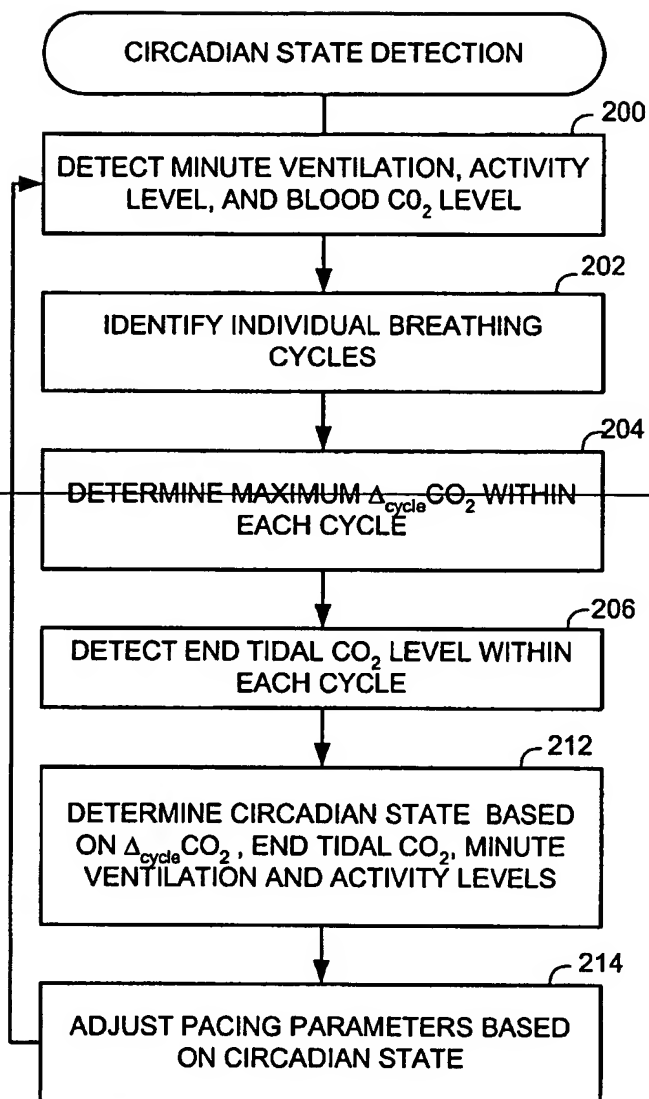 CIRCADIAN STATE DETECTION
200
DETECT MINUTE VENTILATION, ACTIVITY
LEVEL, AND BLOOD C0₂ LEVEL
202
IDENTIFY INDIVIDUAL BREATHING
CYCLES
204
DETERMINE MAXIMUM ΔcycleCO₂ WITHIN
EACH CYCLE
206
DETECT END TIDAL CO₂ LEVEL WITHIN
EACH CYCLE
212
DETERMINE CIRCADIAN STATE BASED
ON ΔcycleCO₂ , END TIDAL CO₂, MINUTE
VENTILATION AND ACTIVITY LEVELS
214
ADJUST PACING PARAMETERS BASED
ON CIRCADIAN STATE